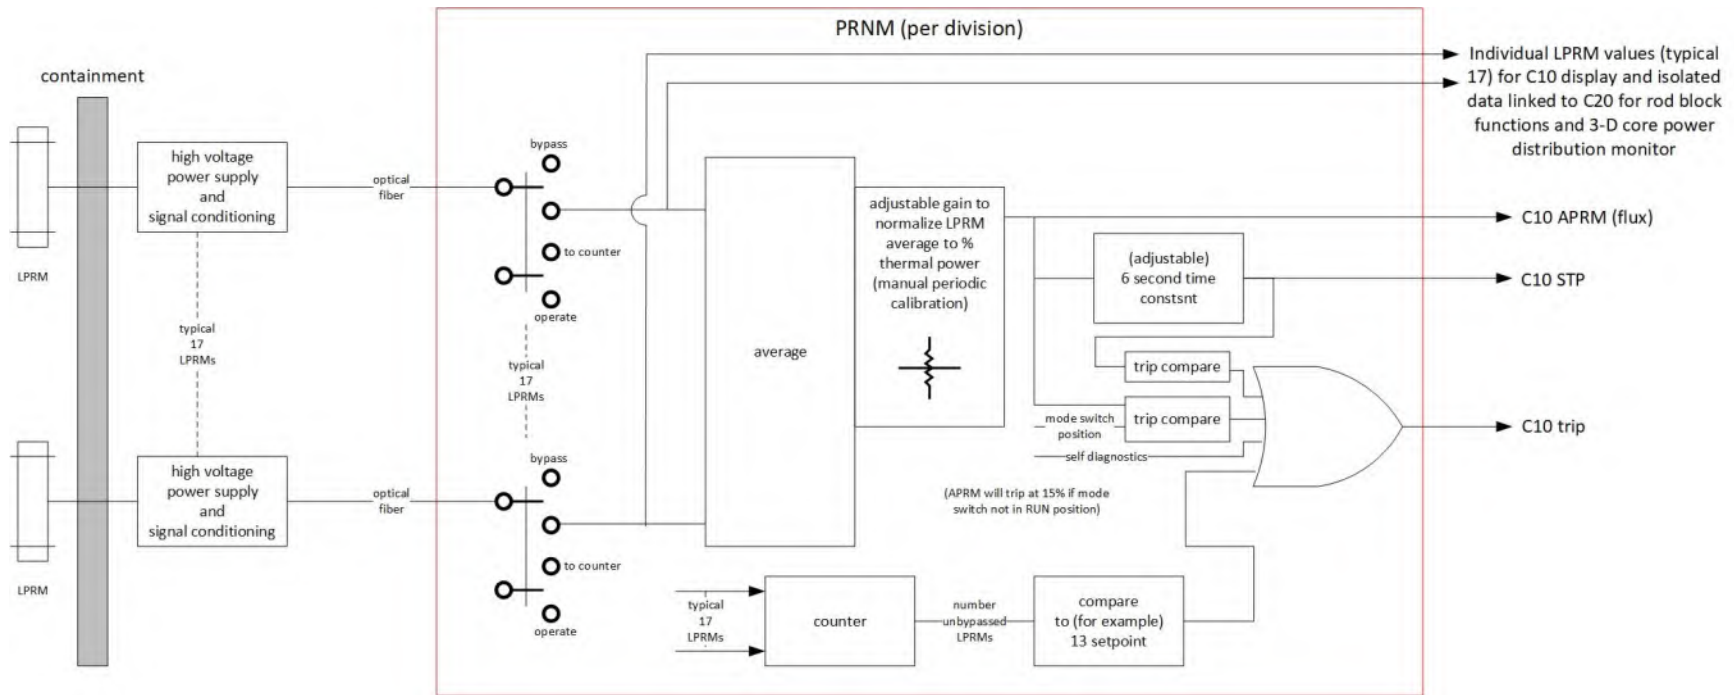 PRNM (per division)
containment
Individual LPRM values (typical
17) for C10 display and isolated
data linked to C20 for rod block
functions and 3-D core power
distribution monitor
high voltage
power supply
and
signal conditioning
optical
fiber
bypass
to counter
operate
LPRM
typical
17
LPRMs
typical
17
LPRMs
average
adjustable gain to
normalize LPRM
average to %
thermal power
(manual periodic
calibration)
C10 APRM (flux)
(adjustable)
6 second time
constsnt
C10 STP
trip compare
trip compare
mode switch
position
self diagnostics
C10 trip
(APRM will trip at 15% if mode
switch not in RUN position)
high voltage
power supply
and
signal conditioning
optical
fiber
bypass
to counter
operate
LPRM
typical
17
LPRMs
counter
number
unbypassed
LPRMs
compare
to (for example)
13 setpoint